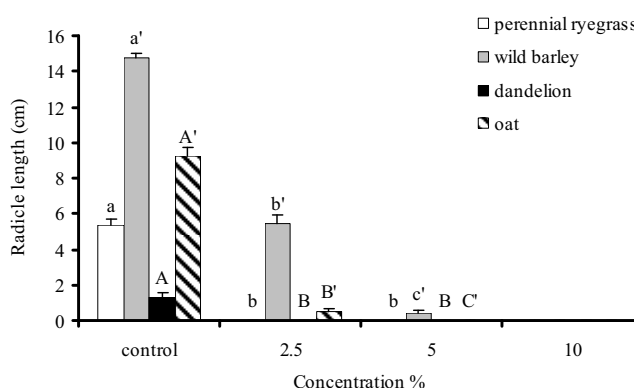 perennial ryegrass
wild barley
dandelion
oat
Radicle length (cm)
16
14
12
10
8
6
4
2
0
a
a'
A
A'
b
b'
B
B'
b
c'
B
C'
control
2.5
5
10
Concentration %